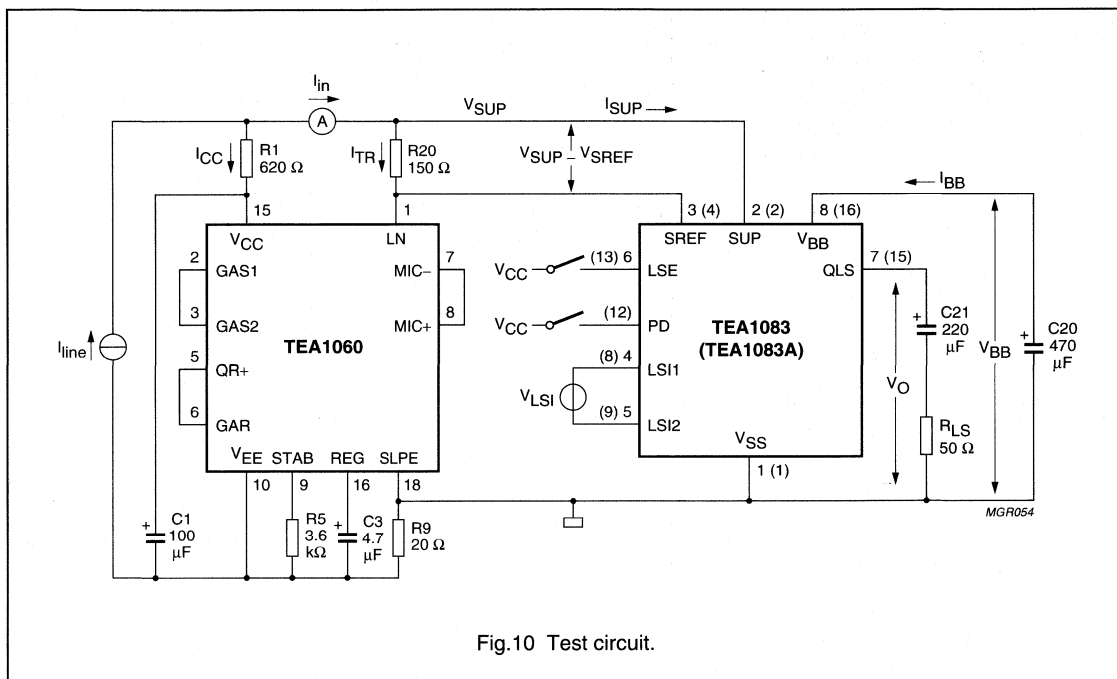 I_in
A
V_SUP
I_SUP
I_CC
R1
620 Ω
I_TR
R20
150 Ω
V_SUP – V_SREF
I_BB
15
1
3 (4)
2 (2)
8 (16)
V_CC
LN
SREF
SUP
V_BB
2
GAS1
MIC−
7
V_CC
(13) 6
LSE
QLS
7 (15)
3
GAS2
MIC+
8
V_CC
(12)
PD
TEA1083
(TEA1083A)
C21
220
μF
C20
470
μF
I_line
TEA1060
5
QR+
(8) 4
LSI1
V_O
V_BB
6
GAR
V_LSI
(9) 5
LSI2
R_LS
50 Ω
V_SS
V_EE
STAB
REG
SLPE
10
9
16
18
1 (1)
C1
100
μF
R5
3.6
kΩ
C3
4.7
μF
R9
20 Ω
MGR054
+
+
+
+
Fig.10 Test circuit.